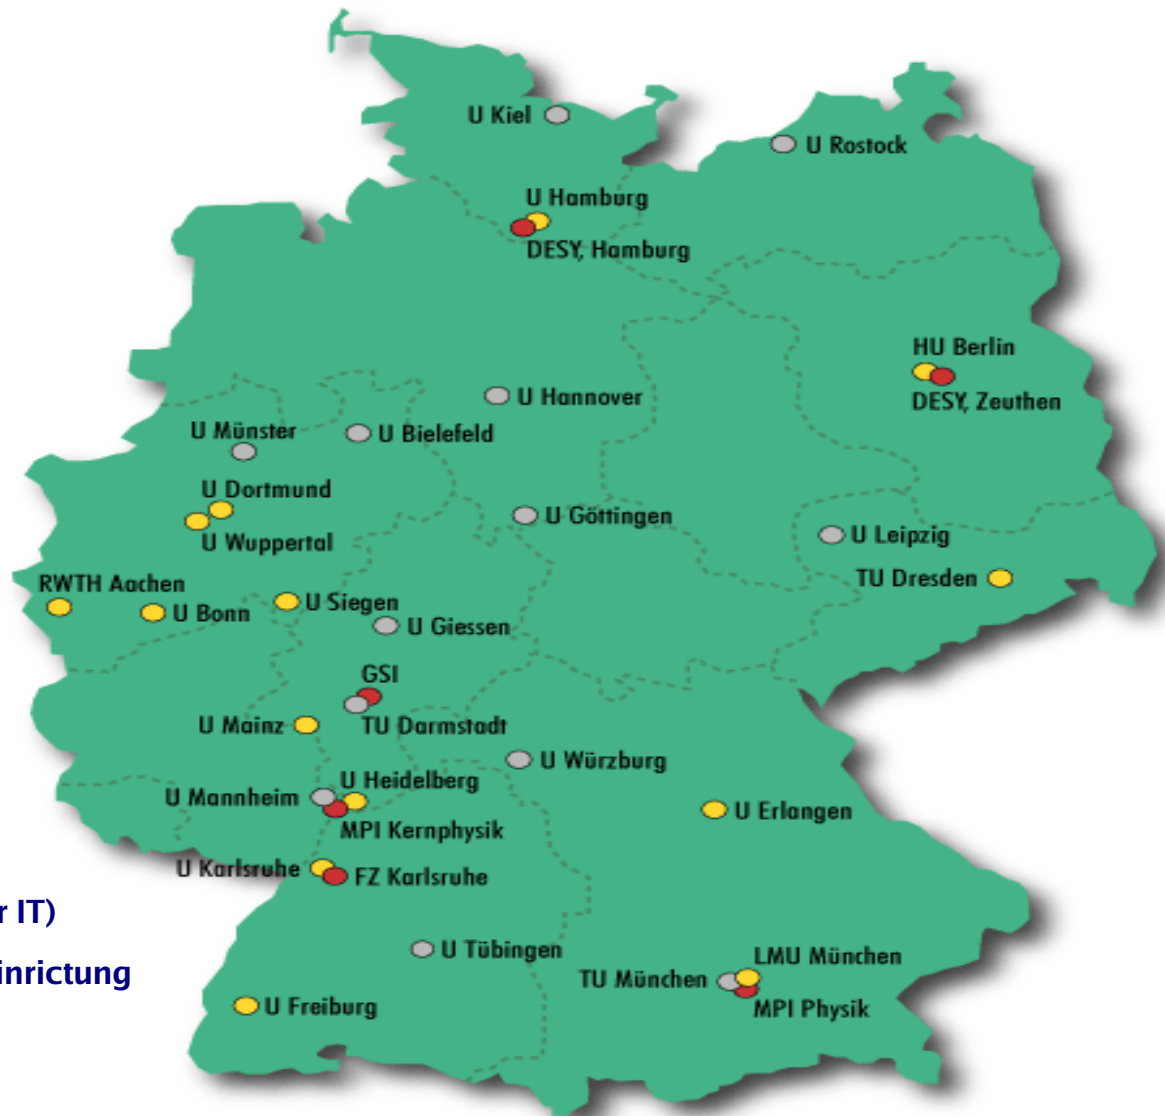 U Kiel
U Rostock
U Hamburg
DESY, Hamburg
HU Berlin
DESY, Zeuthen
U Hannover
U Münster
U Bielefeld
U Dortmund
U Wuppertal
U Göttingen
U Leipzig
TU Dresden
RWTH Aachen
U Bonn
U Siegen
U Giessen
GSI
U Mainz
TU Darmstadt
U Würzburg
U Heidelberg
U Mannheim
MPI Kernphysik
U Erlangen
U Karlsruhe
FZ Karlsruhe
r IT)
U Tübingen
LMU München
inrictung
TU München
MPI Physik
U Freiburg